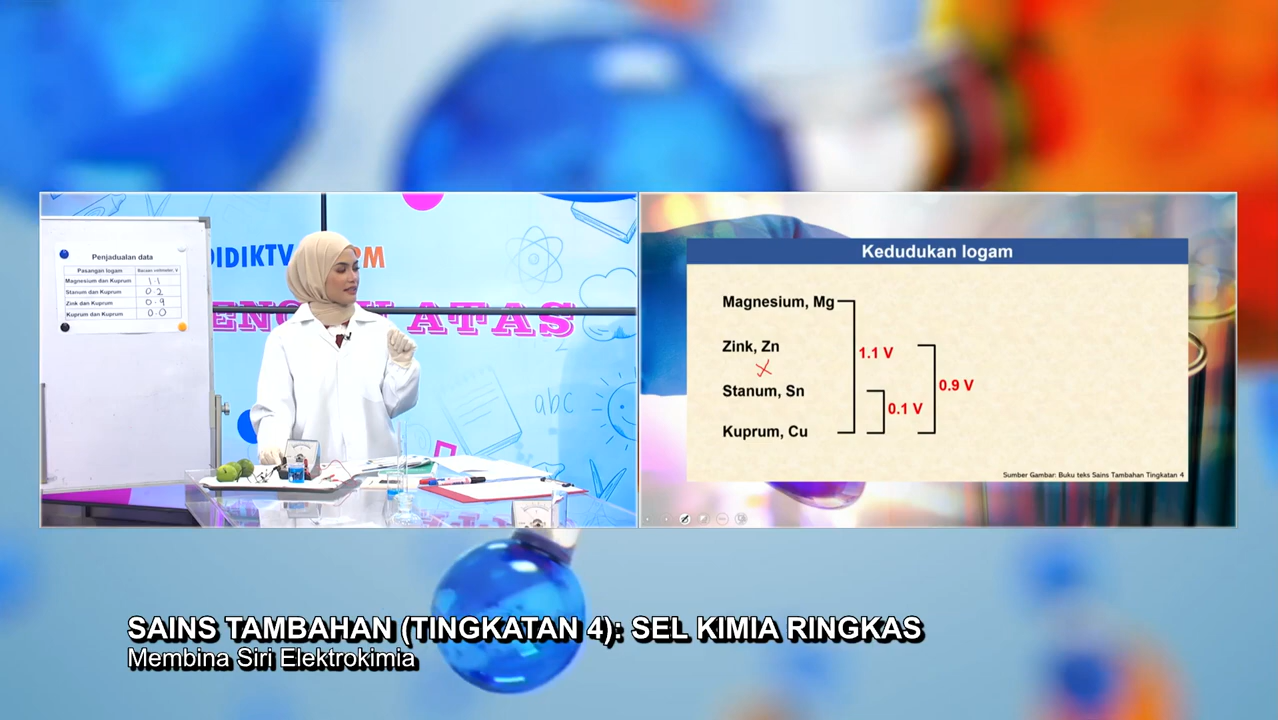 DIDIKTV
Penjadualan data
Pasangan logam Bacaan voltmeter, V
Magnesium dan Kuprum 1.1
Stanum dan Kuprum 0.2
Zink dan Kuprum 0.9
Kuprum dan Kuprum 0.0
ATAS
abc
Kedudukan logam
Magnesium, Mg
Zink, Zn
1.1 V
Stanum, Sn
0.9 V
0.1 V
Kuprum, Cu
Sumber Gambar: Buku teks Sains Tambahan Tingkatan 4
SAINS TAMBAHAN (TINGKATAN 4): SEL KIMIA RINGKAS
Membina Siri Elektrokimia